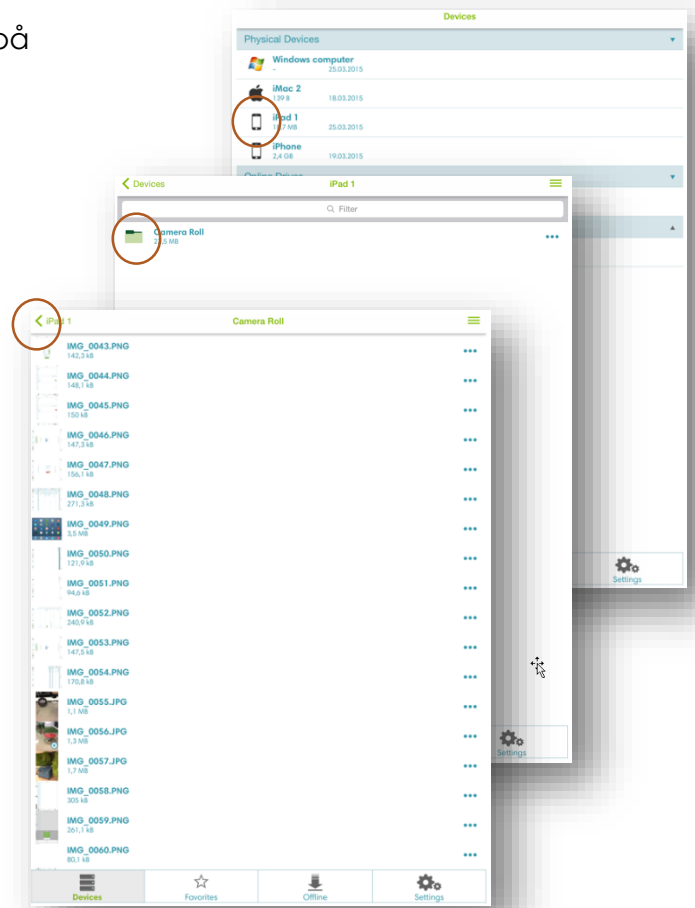 på
Devices
Physical Devices
Windows computer
- 25.03.2015
iMac 2
139 B 18.03.2015
iPad 1
MB 25.03.2015
iPhone
2,4 GB 19.03.2015
Settings
Devices iPad 1
Filter
Camera Roll
MB
Settings
iPad 1 Camera Roll
IMG_0043.PNG
142,3 kB
IMG_0044.PNG
148,1 kB
IMG_0045.PNG
150 kB
IMG_0046.PNG
147,3 kB
IMG_0047.PNG
156,1 kB
IMG_0048.PNG
271,3 kB
IMG_0049.PNG
3,5 MB
IMG_0050.PNG
121,9 kB
IMG_0051.PNG
94,6 kB
IMG_0052.PNG
240,9 kB
IMG_0053.PNG
147,5 kB
IMG_0054.PNG
170,8 kB
IMG_0055.JPG
1,1 MB
IMG_0056.JPG
1,3 MB
IMG_0057.JPG
1,7 MB
IMG_0058.PNG
305 kB
IMG_0059.PNG
261,1 kB
IMG_0060.PNG
80,1 kB
Devices Favorites Offline Settings